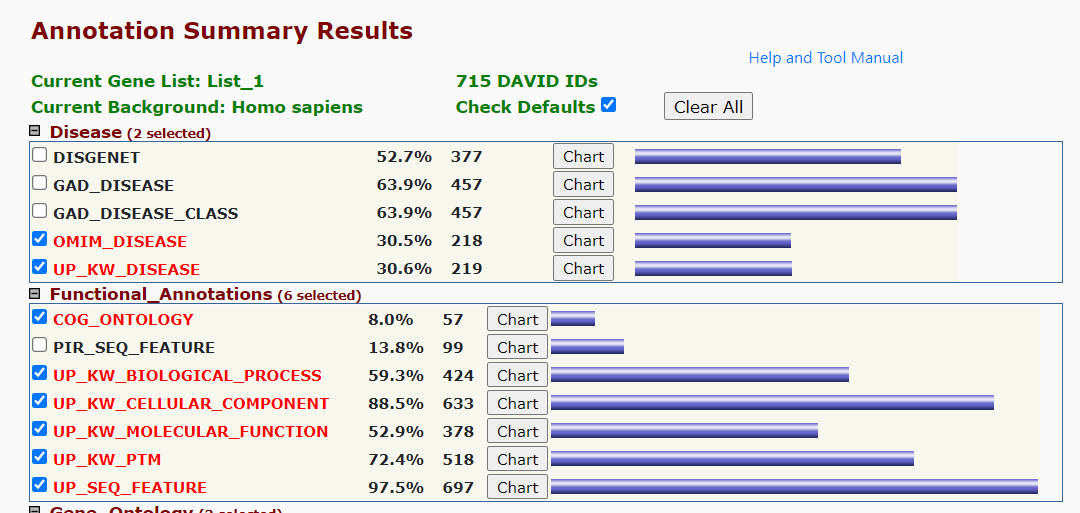 Annotation Summary Results
Help and Tool Manual
Current Gene List: List_1 715 DAVID IDs
Current Background: Homo sapiens Check Defaults Clear All
Disease (2 selected)
DISGENET 52.7% 377 Chart
GAD_DISEASE 63.9% 457 Chart
GAD_DISEASE_CLASS 63.9% 457 Chart
OMIM_DISEASE 30.5% 218 Chart
UP_KW_DISEASE 30.6% 219 Chart
Functional_Annotations (6 selected)
COG_ONTOLOGY 8.0% 57 Chart
PIR_SEQ_FEATURE 13.8% 99 Chart
UP_KW_BIOLOGICAL_PROCESS 59.3% 424 Chart
UP_KW_CELLULAR_COMPONENT 88.5% 633 Chart
UP_KW_MOLECULAR_FUNCTION 52.9% 378 Chart
UP_KW_PTM 72.4% 518 Chart
UP_SEQ_FEATURE 97.5% 697 Chart
Gene_Ontology